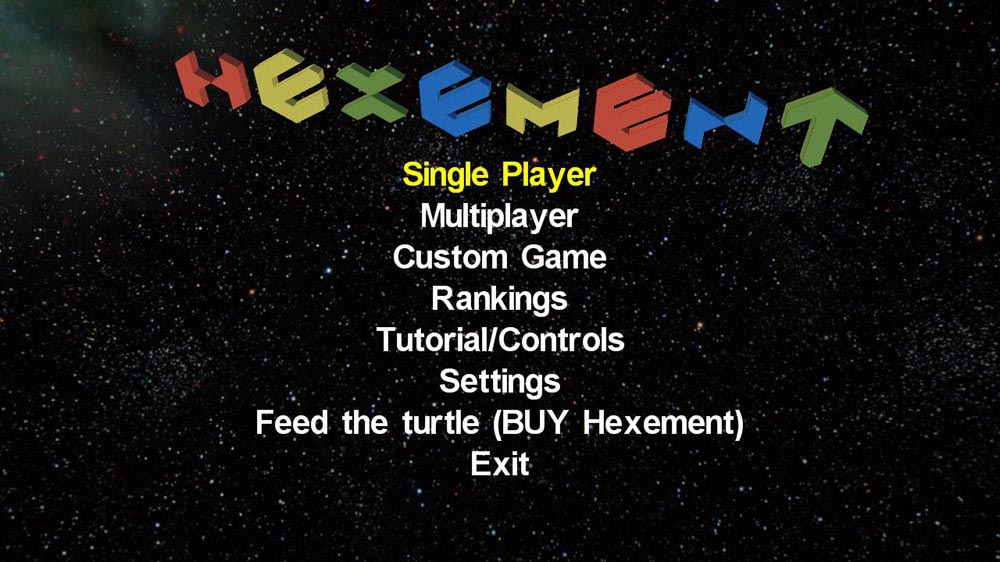 HEXEMENT
Single Player
Multiplayer
Custom Game
Rankings
Tutorial/Controls
Settings
Feed the turtle (BUY Hexement)
Exit